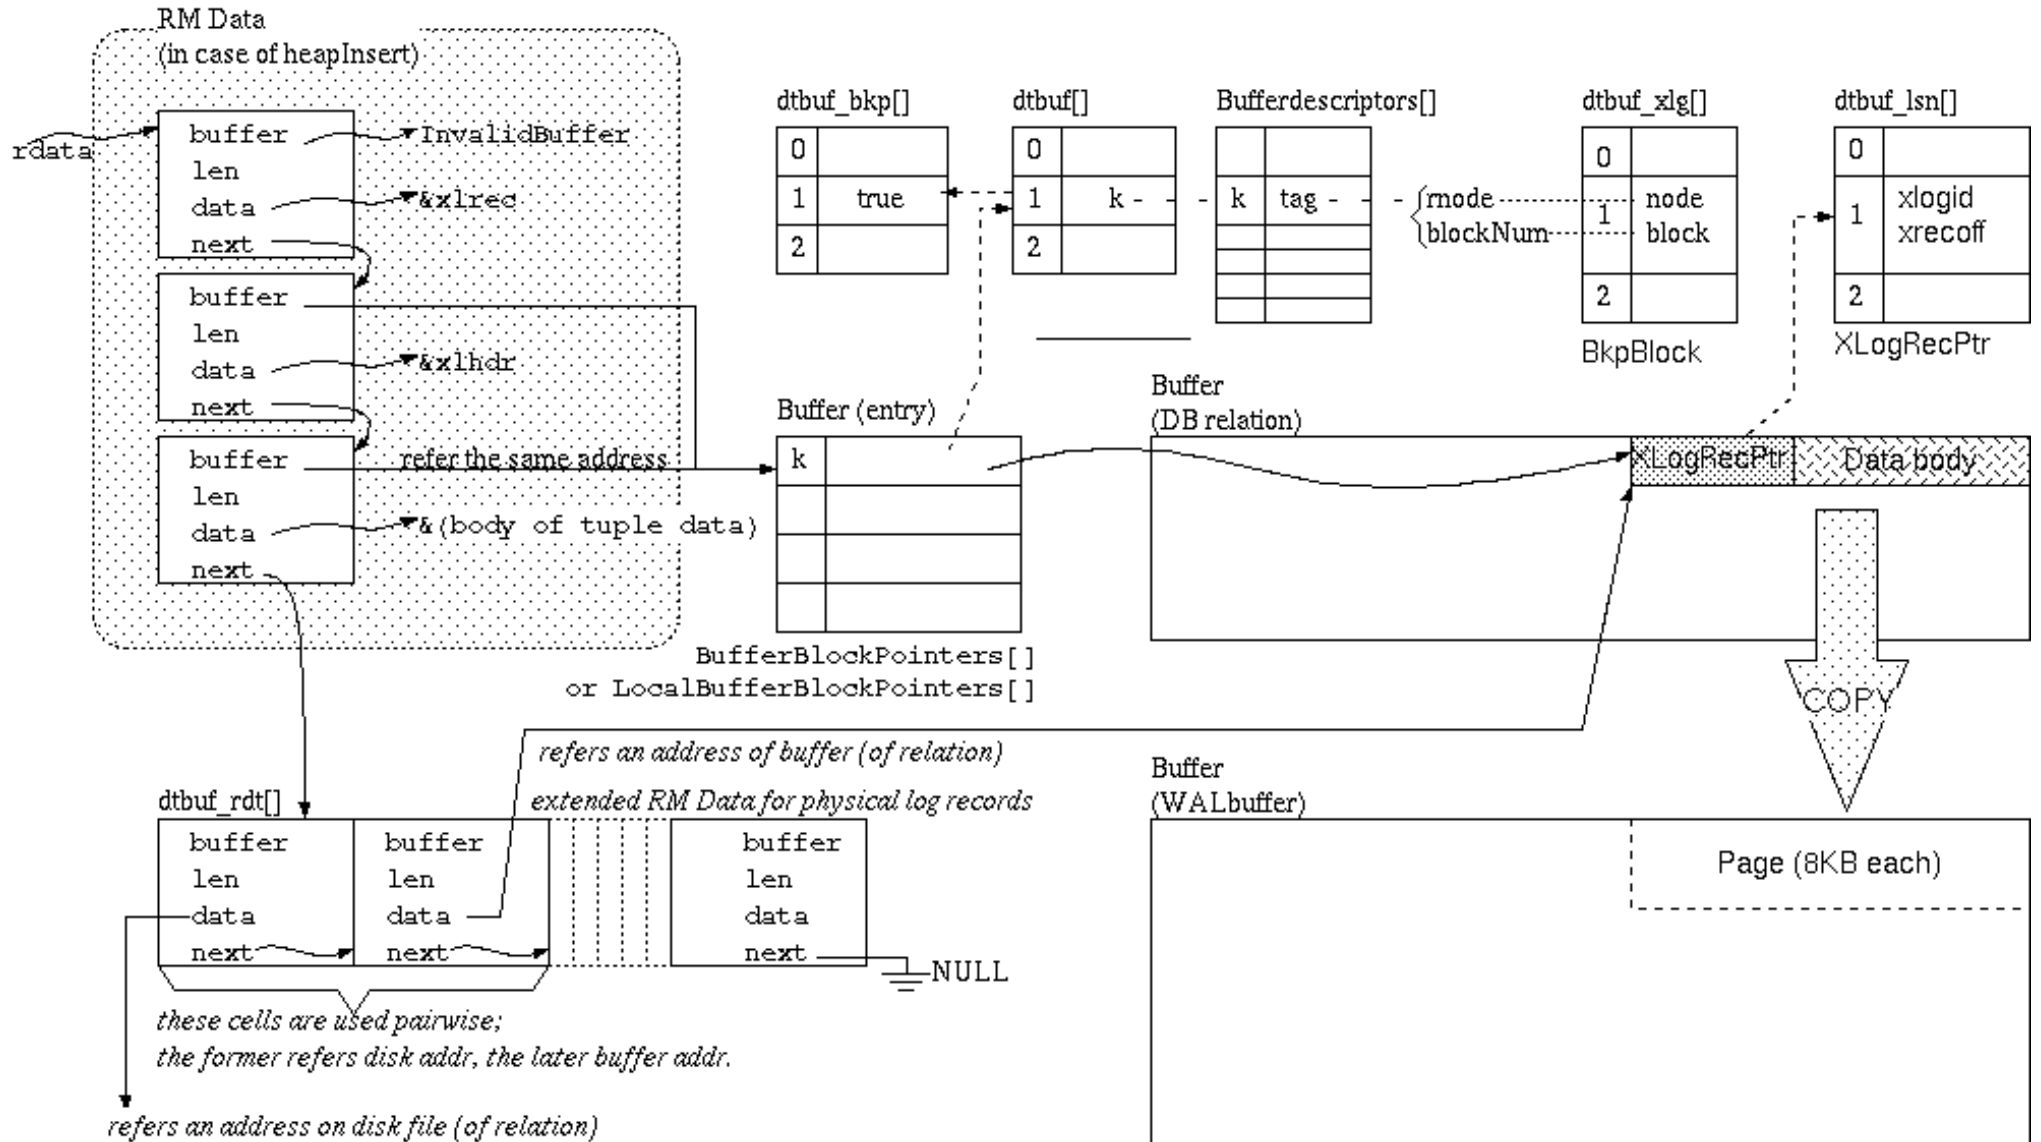 RM Data
(in case of heapInsert)
rdata
buffer
InvalidBuffer
len
data
&xlrec
next
buffer
len
data
&xlhdr
next
buffer
refer the same address
len
data
&(body of tuple data)
next
dtbuf_bkp[]
0
1 true
2
dtbuf[]
0
1 k
2
Bufferdescriptors[]
k tag
rnode
blockNum
dtbuf_xlg[]
0
1
node
block
2
BkpBlock
dtbuf_lsn[]
0
1
xlogid
xrecoff
2
XLogRecPtr
Buffer (entry)
k
BufferBlockPointers[]
or LocalBufferBlockPointers[]
Buffer
(DB relation)
XLogRecPtr
Data body
COPY
refers an address of buffer (of relation)
dtbuf_rdt[]
extended RM Data for physical log records
buffer
len
data
next
buffer
len
data
next
buffer
len
data
next
NULL
these cells are used pairwise;
the former refers disk addr, the later buffer addr.
refers an address on disk file (of relation)
Buffer
(WALbuffer)
Page (8KB each)